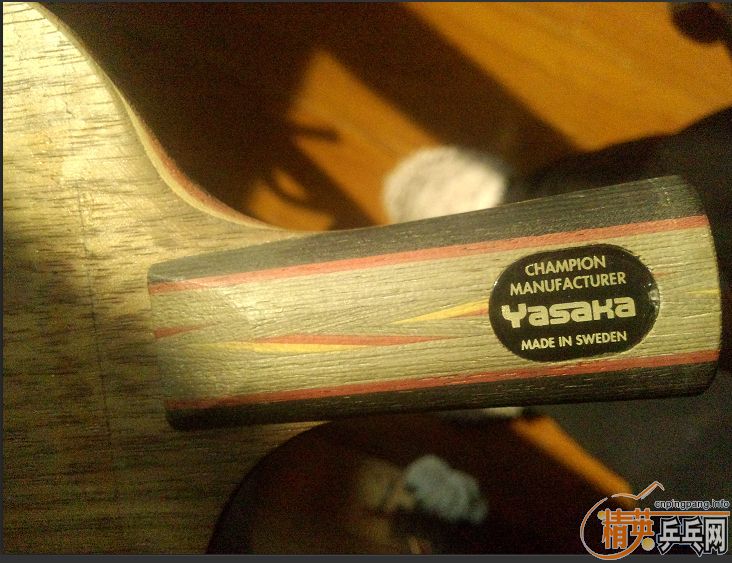 CHAMPION
MANUFACTURER
Yasaka
MADE IN SWEDEN
cnpingpang.info
精英乒乓网